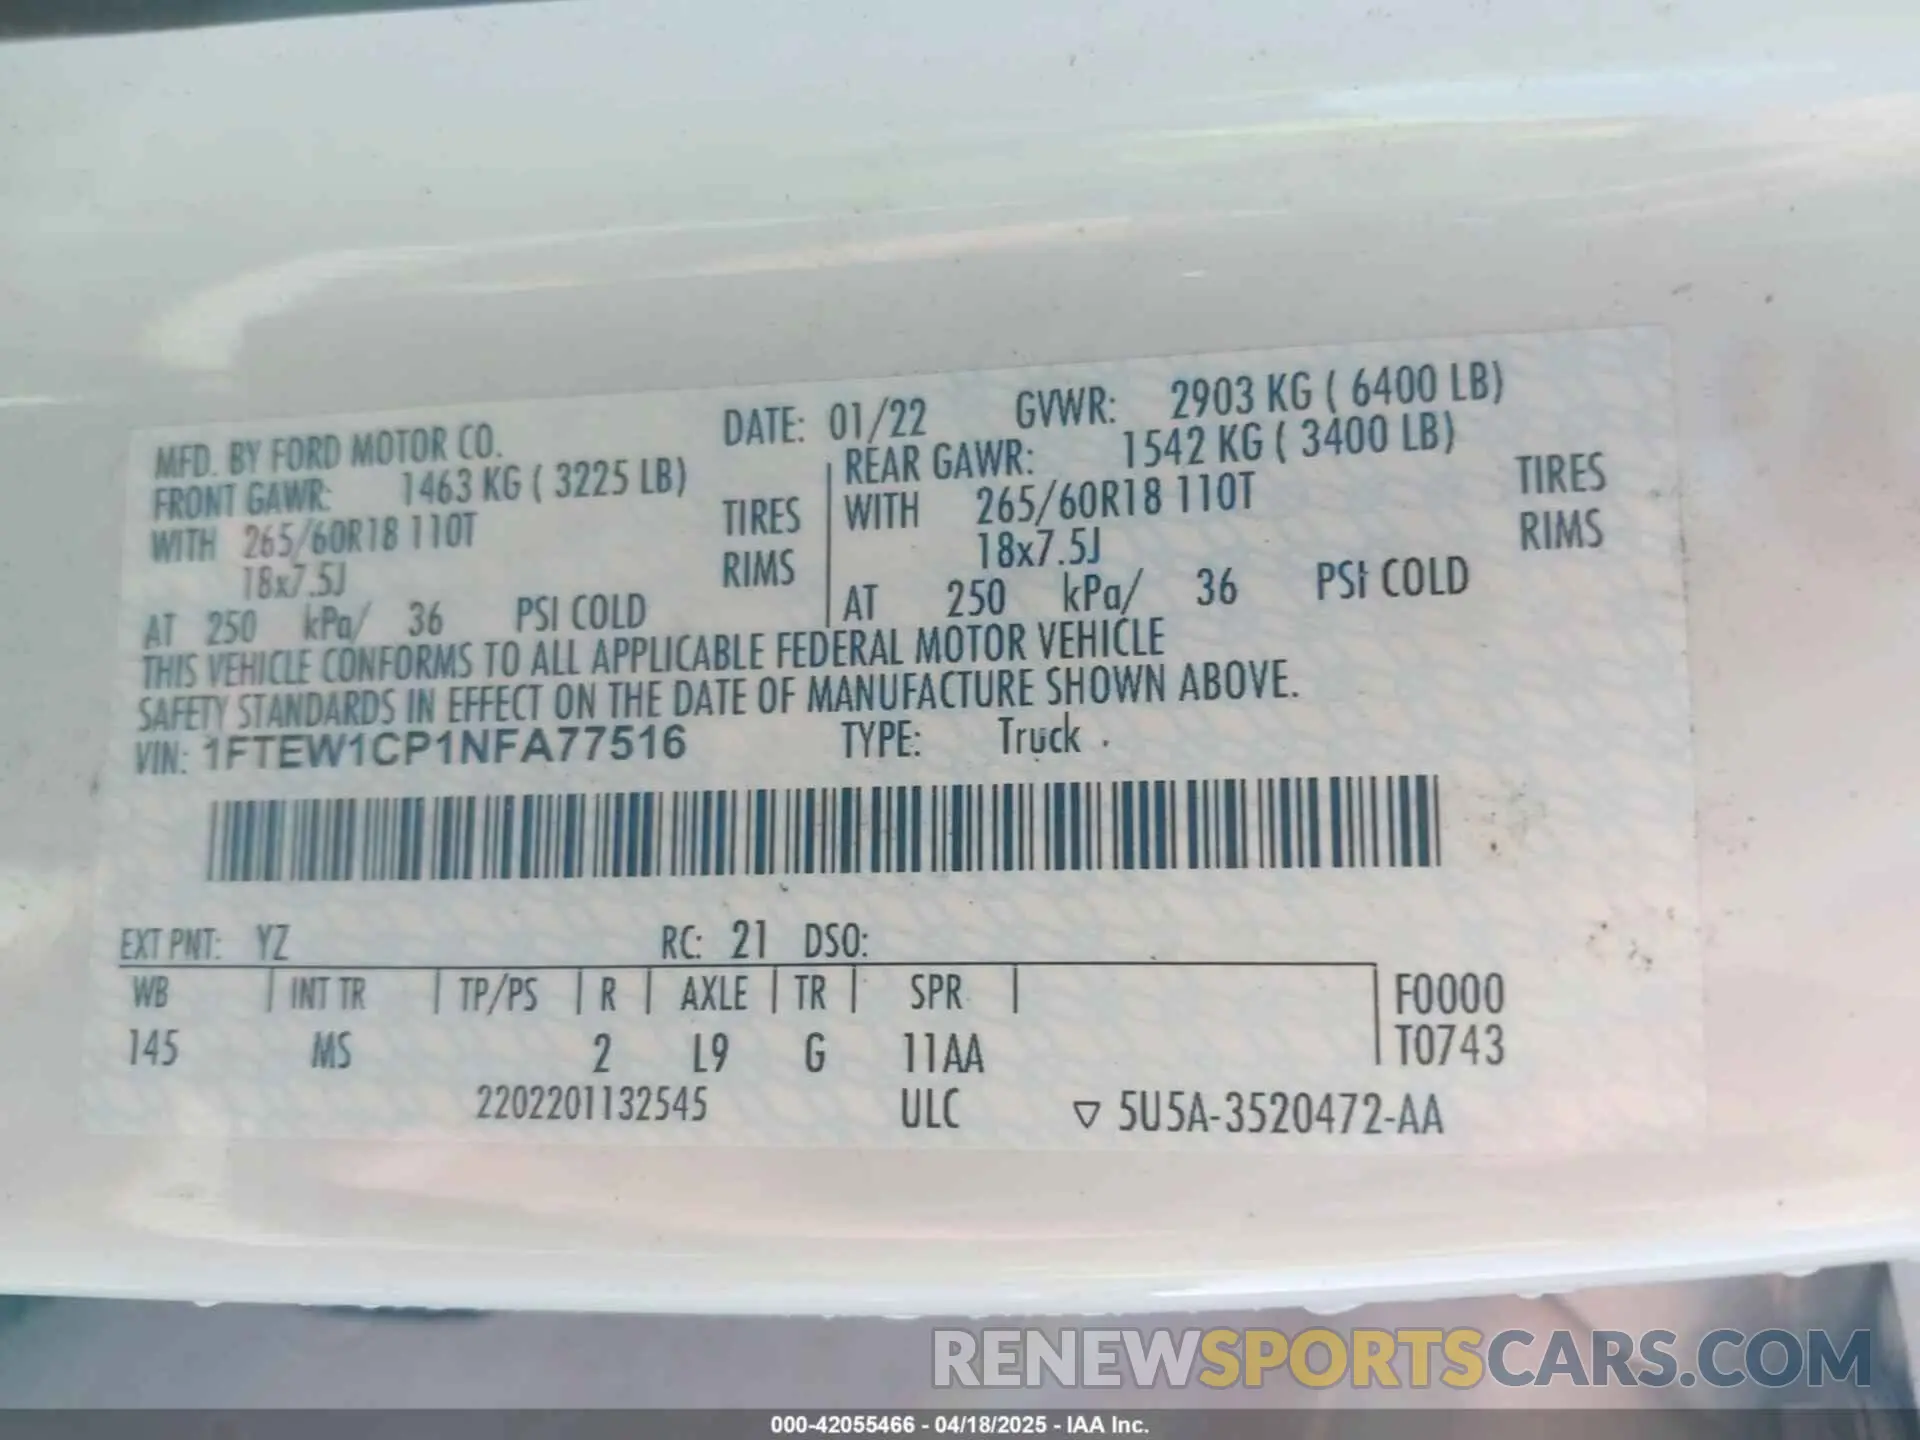 MFD. BY FORD MOTOR CO. DATE: 01/22 GVWR: 2903 KG ( 6400 LB)
FRONT GAWR: 1463 KG ( 3225 LB) REAR GAWR: 1542 KG ( 3400 LB)
WITH 265/60R18 110T TIRES WITH 265/60R18 110T TIRES
18x7.5J RIMS 18x7.5J RIMS
AT 250 kPa/ 36 PSI COLD AT 250 kPa/ 36 PSI COLD
THIS VEHICLE CONFORMS TO ALL APPLICABLE FEDERAL MOTOR VEHICLE
SAFETY STANDARDS IN EFFECT ON THE DATE OF MANUFACTURE SHOWN ABOVE.
VIN: 1FTEW1CP1NFA77516 TYPE: Truck
EXT PNT: YZ RC: 21 DSO:
WB INT TR TP/PS R AXLE TR SPR F0000
145 MS 2 L9 G 11AA T0743
2202201132545 ULC ▽ 5U5A-3520472-AA
RENEWSPORTSCARS.COM
000-42055466 - 04/18/2025 - IAA Inc.